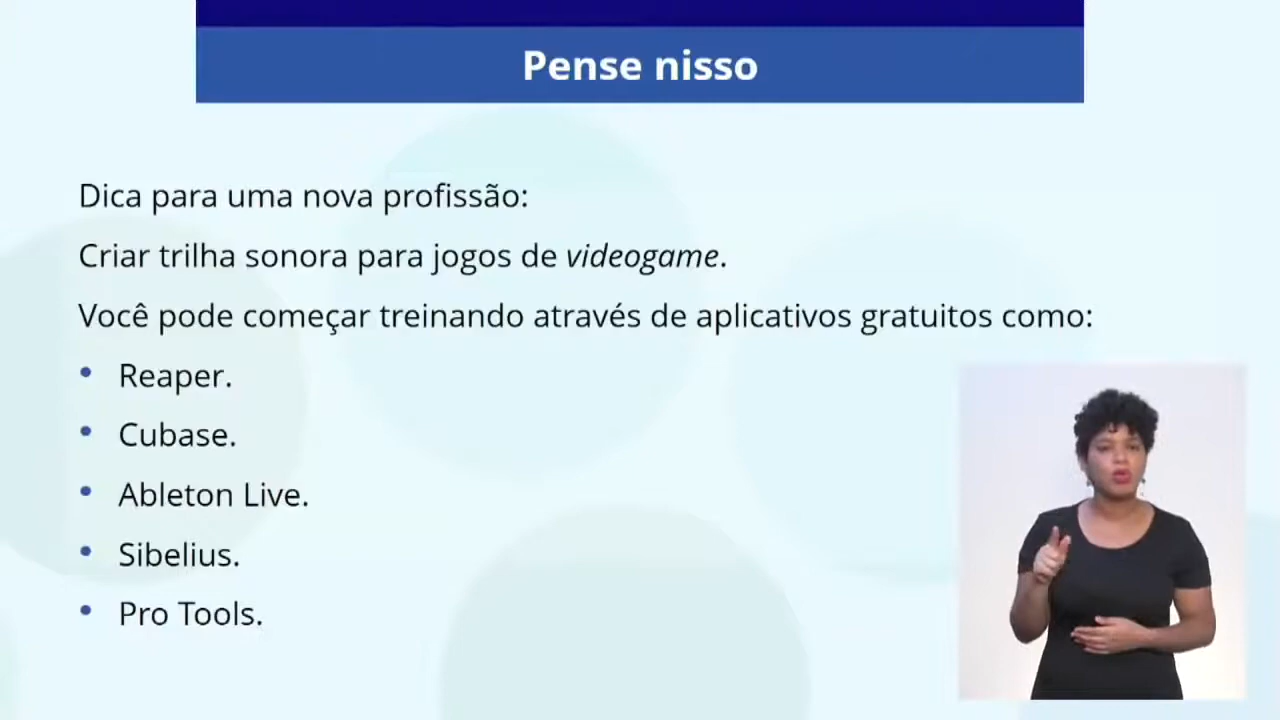 Pense nisso
Dica para uma nova profissão:
Criar trilha sonora para jogos de videogame.
Você pode começar treinando através de aplicativos gratuitos como:
• Reaper.
• Cubase.
• Ableton Live.
• Sibelius.
• Pro Tools.